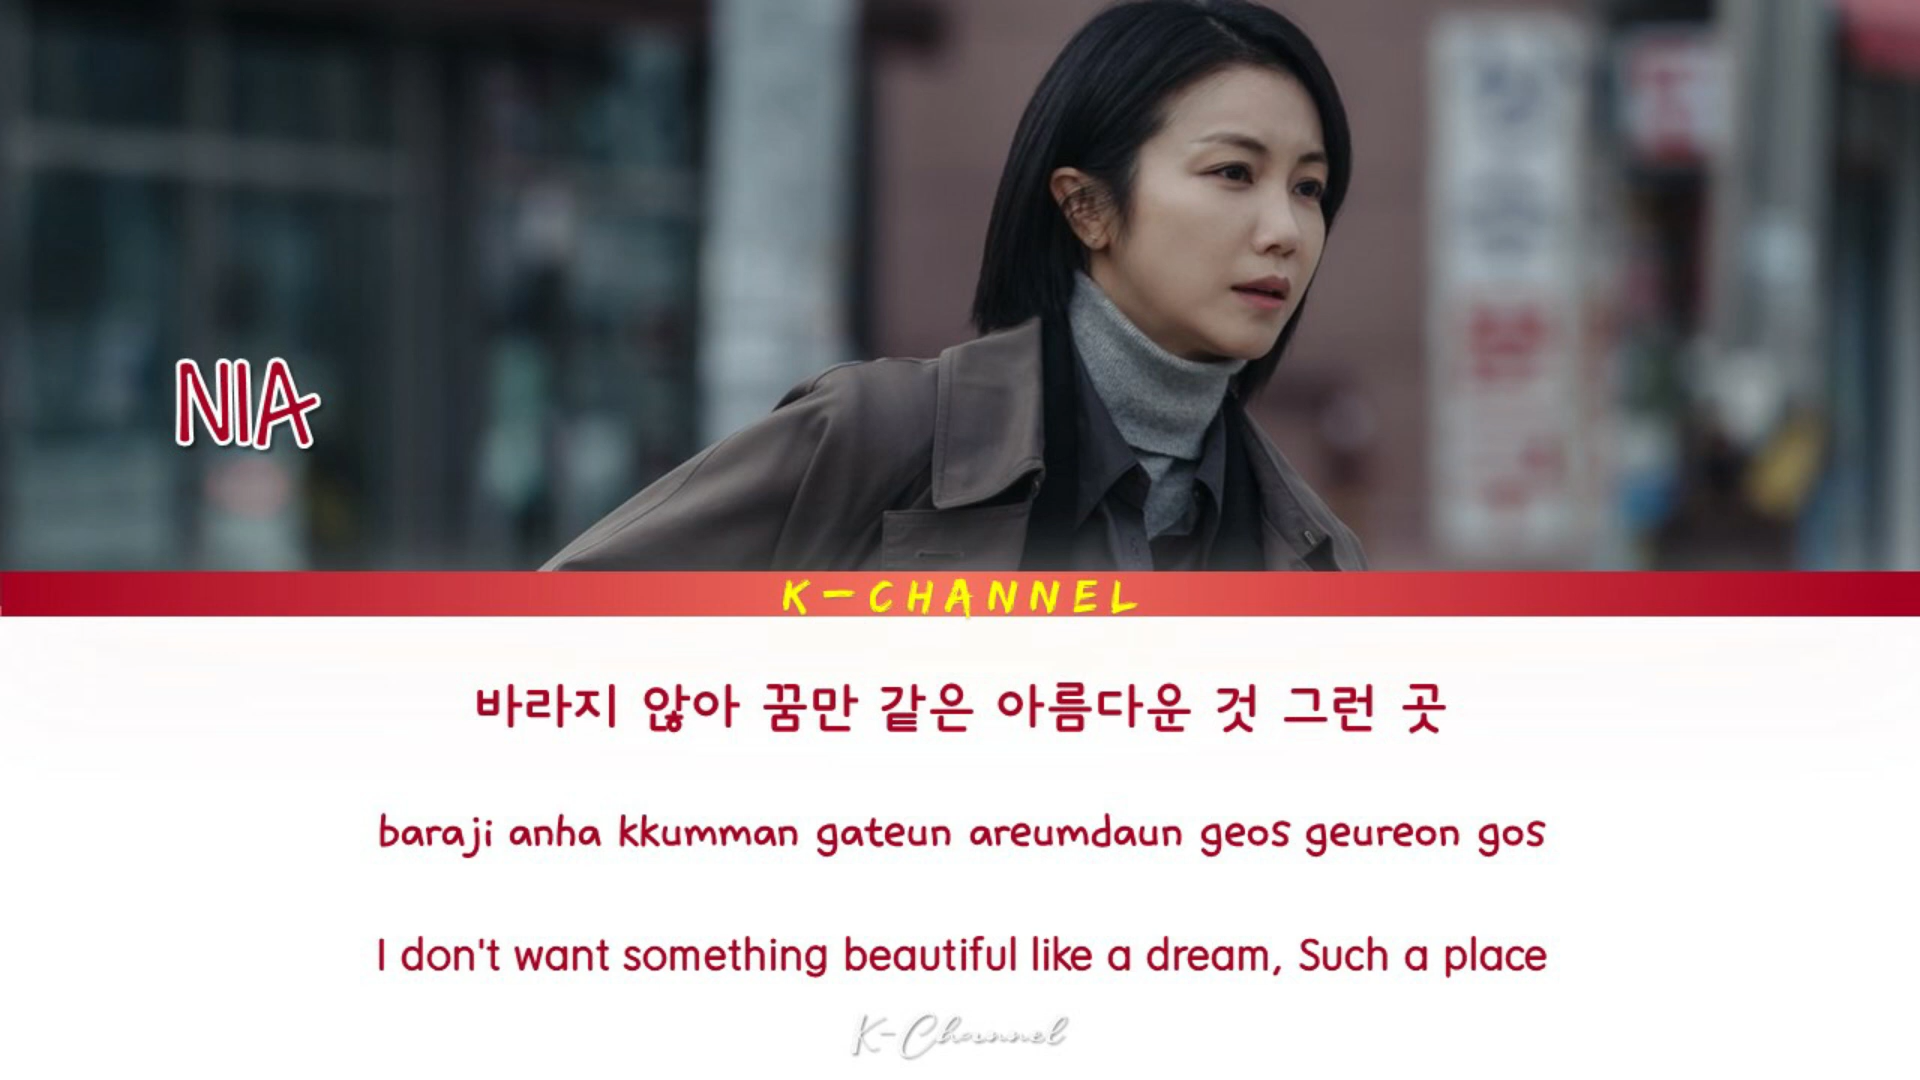 NIA
K-CHANNEL
바라지 않아 꿈만 같은 아름다운 것 그런 곳
baraji anha kkumman gateun areumdaun geos geureon gos
I don't want something beautiful like a dream, Such a place
K-Channel